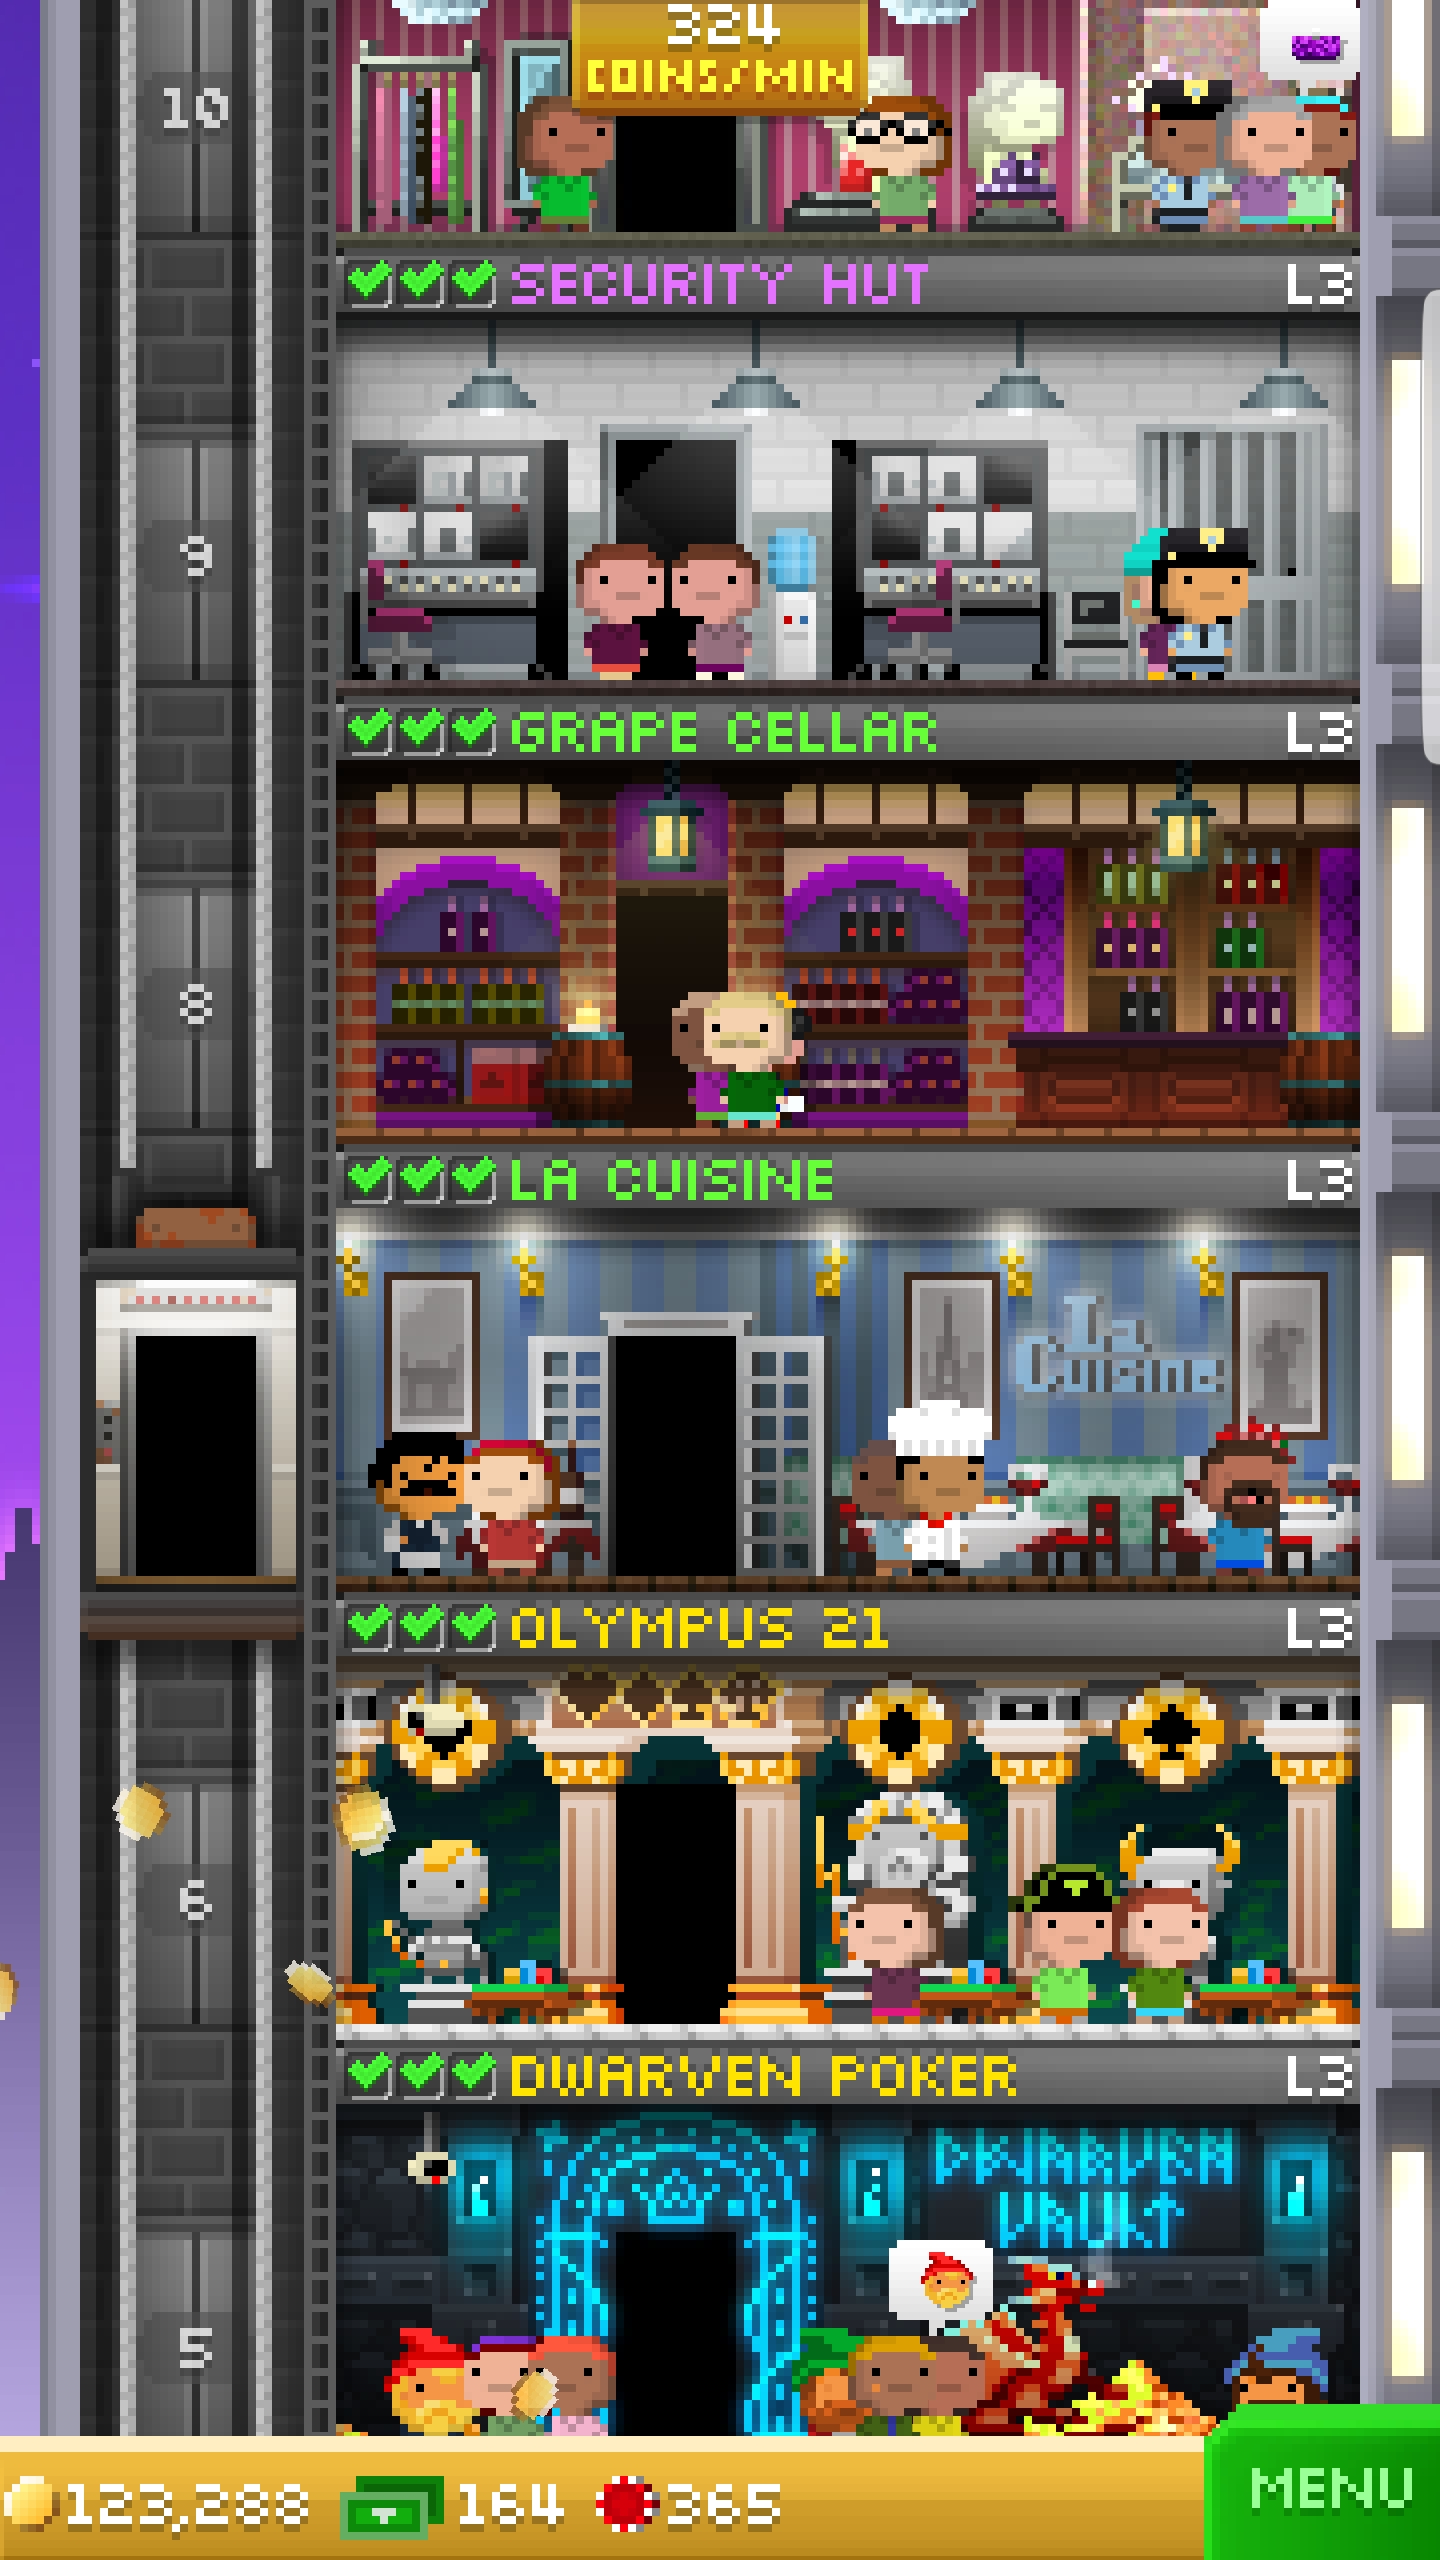 324
COINS/MIN
10
SECURITY HUT L3
9
GRAPE CELLAR L3
8
LA CUISINE L3
La
Cuisine
OLYMPUS 21 L3
6
DWARVEN POKER L3
DWARVEN
VAULT
5
123,288 164 365 MENU